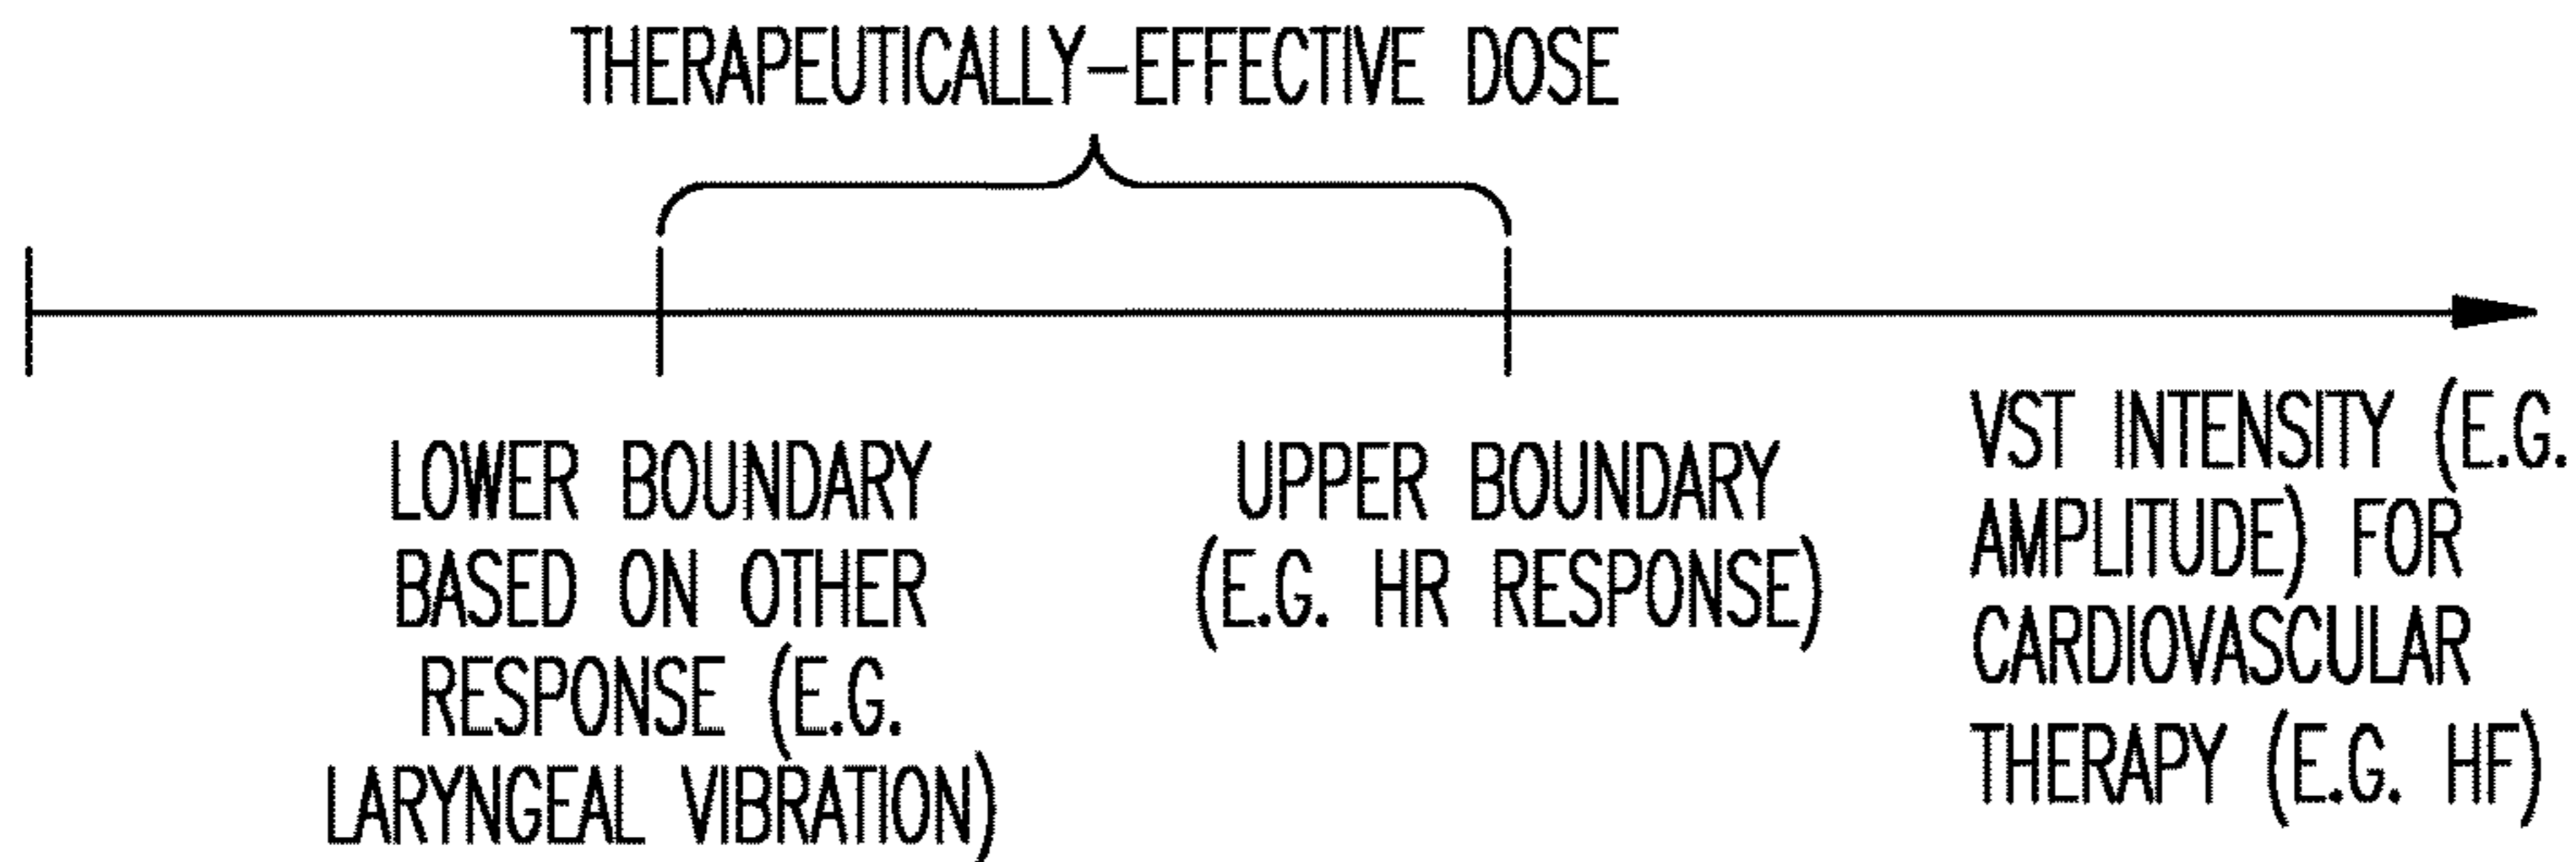 THERAPEUTICALLY-EFFECTIVE DOSE
LOWER BOUNDARY
BASED ON OTHER
RESPONSE (E.G.
LARYNGEAL VIBRATION)
UPPER BOUNDARY
(E.G. HR RESPONSE)
VST INTENSITY (E.G.
AMPLITUDE) FOR
CARDIOVASCULAR
THERAPY (E.G. HF)